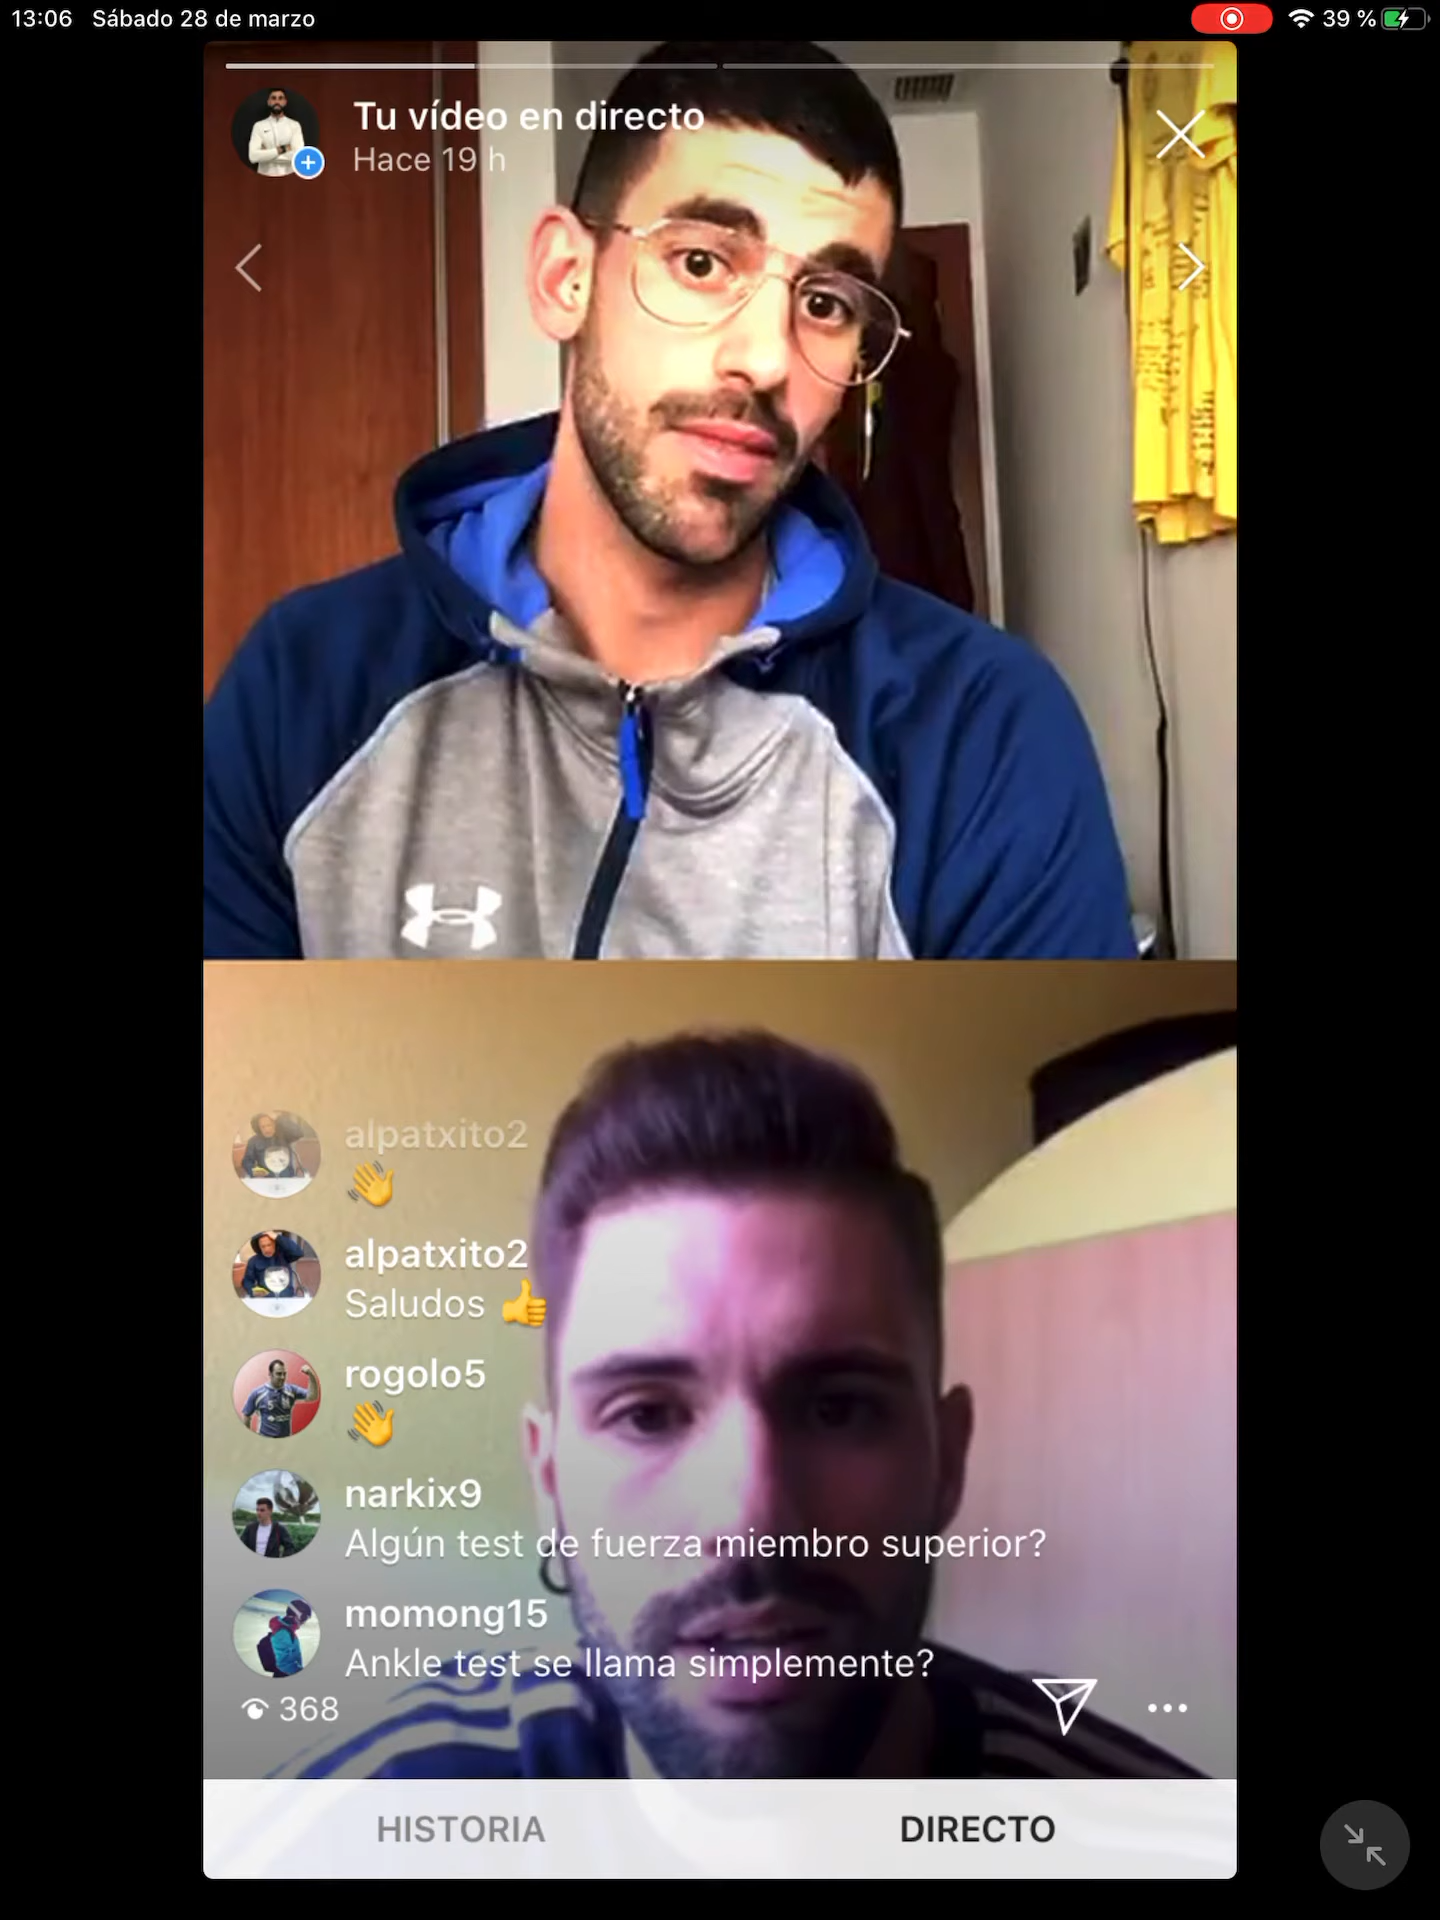 13:06 Sábado 28 de marzo
39 %
Tu vídeo en directo
Hace 19 h
alpatxito2
👋
alpatxito2
Saludos 👍
rogolo5
👋
narkix9
Algún test de fuerza miembro superior?
momong15
Ankle test se llama simplemente?
368
HISTORIA
DIRECTO